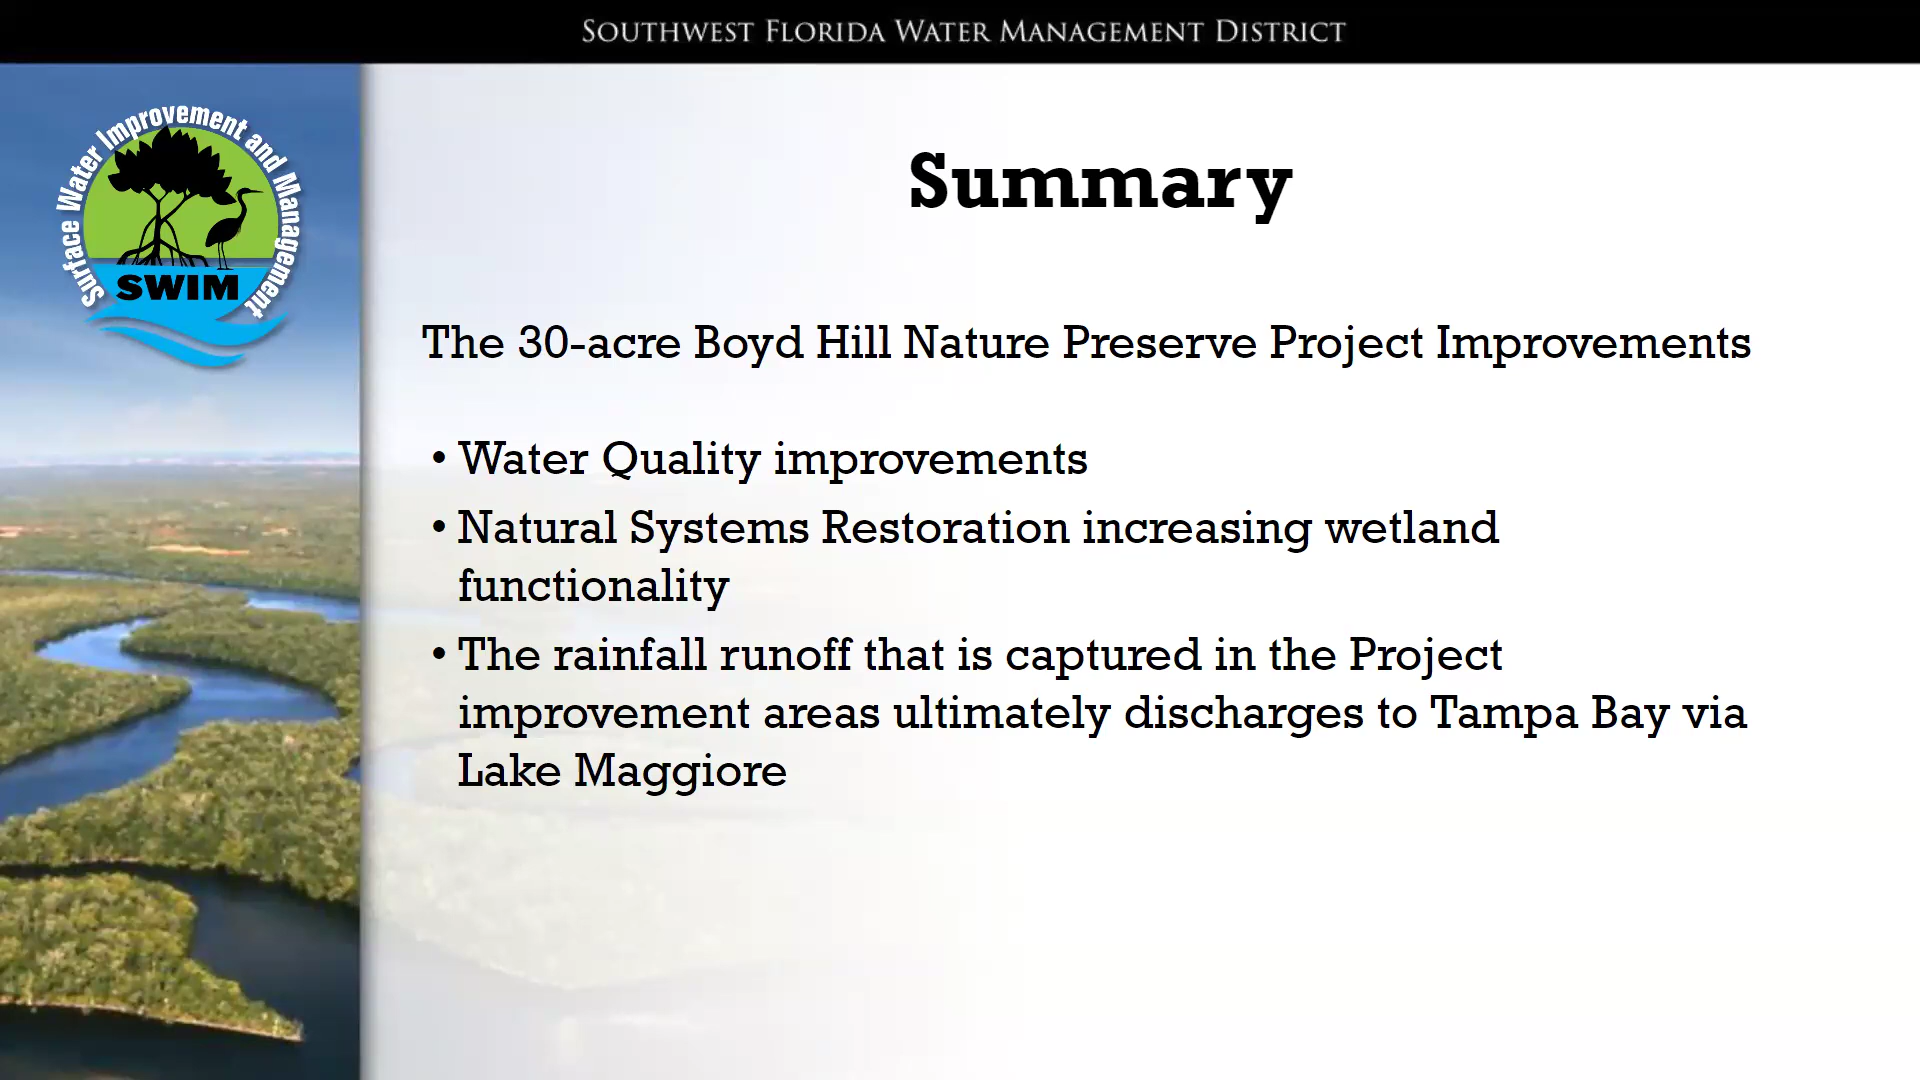 SOUTHWEST FLORIDA WATER MANAGEMENT DISTRICT
Surface Water Improvement and Management
SWIM
Summary
The 30-acre Boyd Hill Nature Preserve Project Improvements
• Water Quality improvements
• Natural Systems Restoration increasing wetland
functionality
• The rainfall runoff that is captured in the Project
improvement areas ultimately discharges to Tampa Bay via
Lake Maggiore